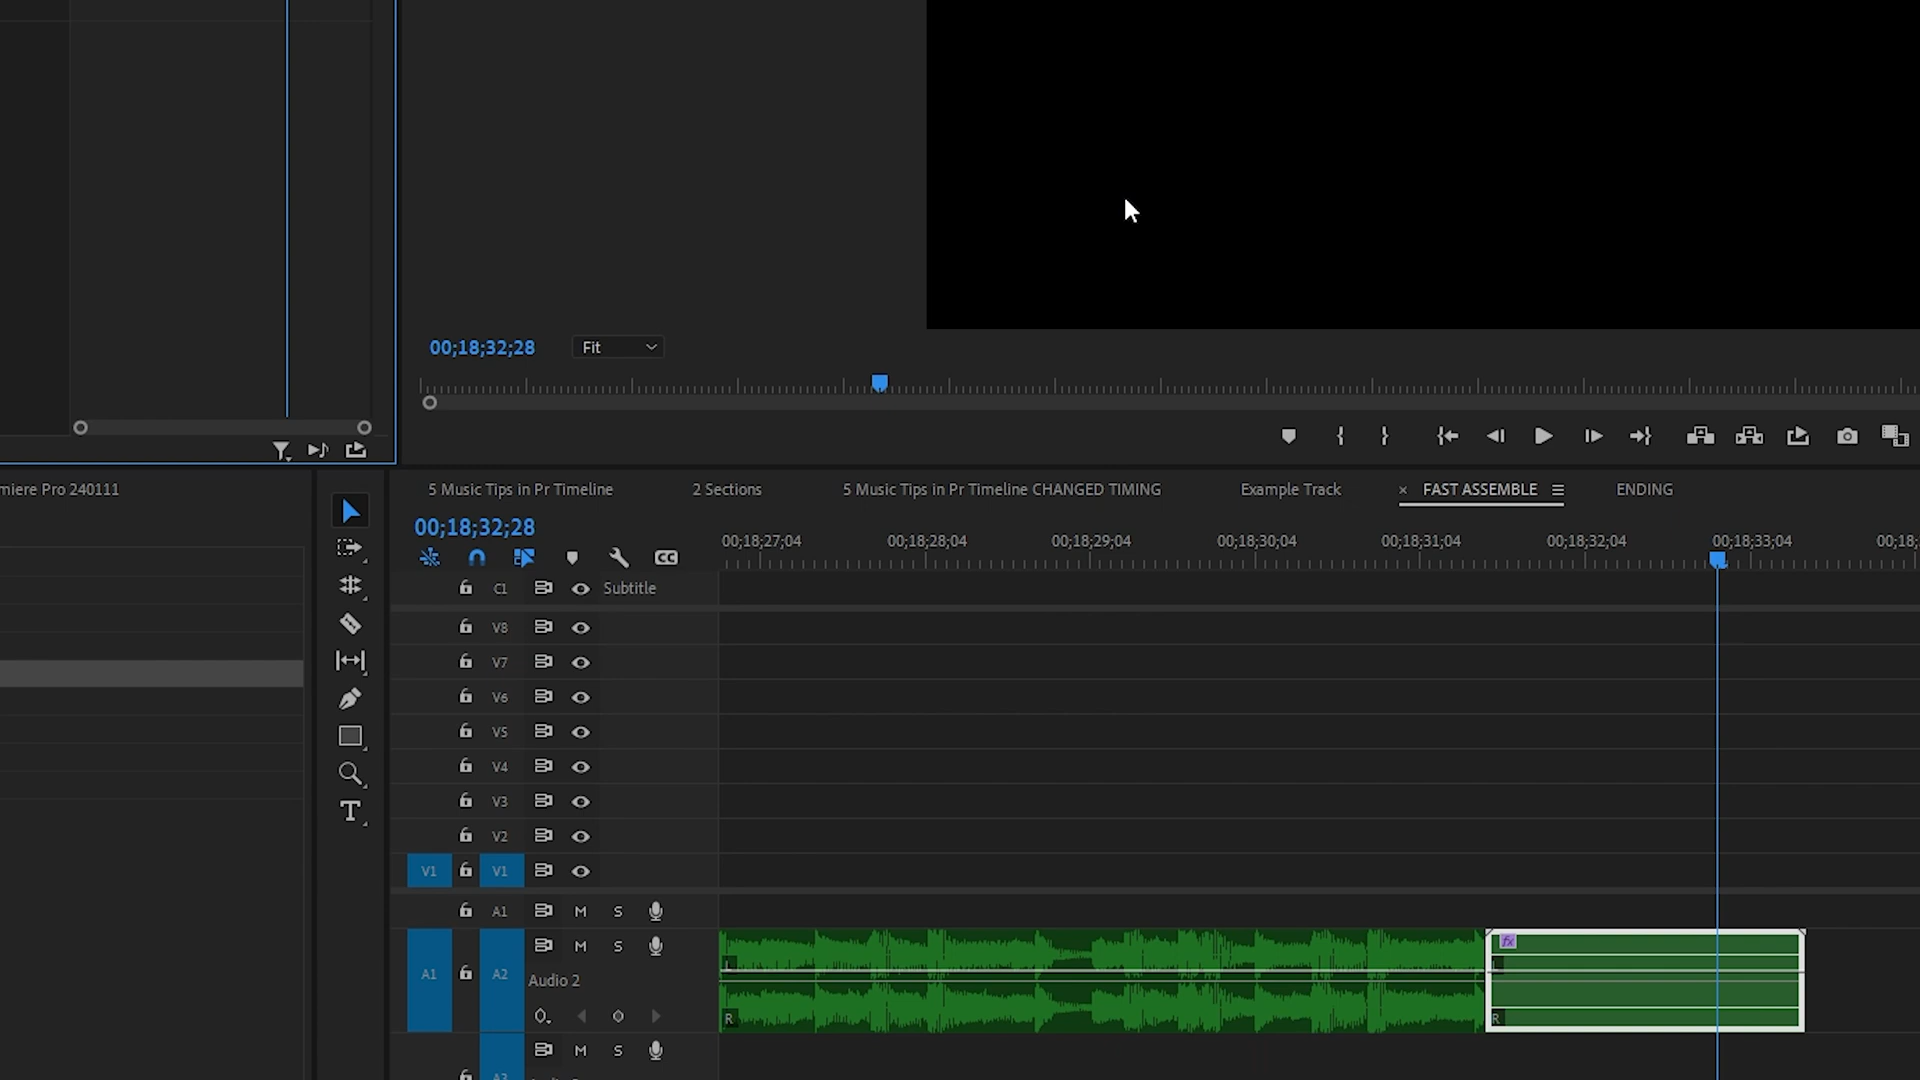 00;18;32;28
Fit
miere Pro 240111
5 Music Tips in Pr Timeline
2 Sections
5 Music Tips in Pr Timeline CHANGED TIMING
Example Track
× FAST ASSEMBLE
ENDING
00;18;32;28
00;18;27;04
00;18;28;04
00;18;29;04
00;18;30;04
00;18;31;04
00;18;32;04
00;18;33;04
00;18;
CC
C1 Subtitle
V8
V7
V6
V5
V4
V3
V2
V1 V1
A1 M S
A1 A2 M S
Audio 2
L
R
fx
L
R
M S
A3
T